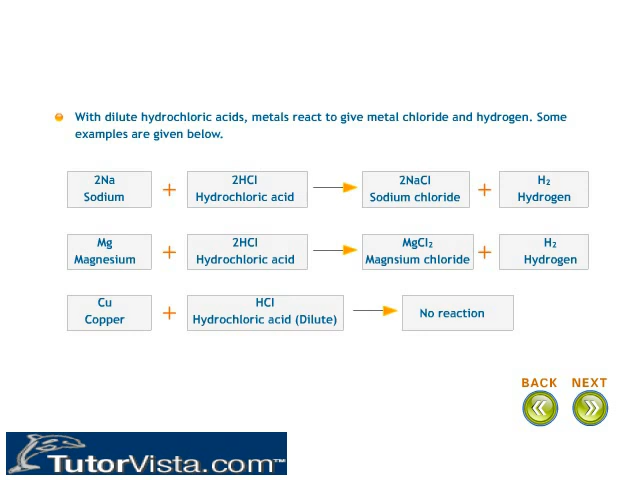 With dilute hydrochloric acids, metals react to give metal chloride and hydrogen. Some
examples are given below.
2Na + 2HCl 2NaCl + H₂
Sodium Hydrochloric acid Sodium chloride Hydrogen
Mg + 2HCl MgCl₂ + H₂
Magnesium Hydrochloric acid Magnsium chloride Hydrogen
Cu + HCl No reaction
Copper Hydrochloric acid (Dilute)
BACK NEXT
TutorVista.com™